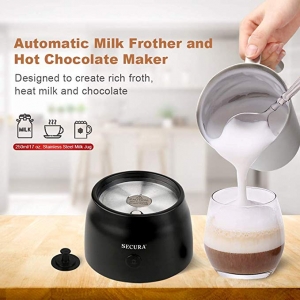 Automatic Milk Frother and
Hot Chocolate Maker
Designed to create rich froth,
heat milk and chocolate
MILK
250ml/17 oz. Stainless Steel Milk Jug
SECURA